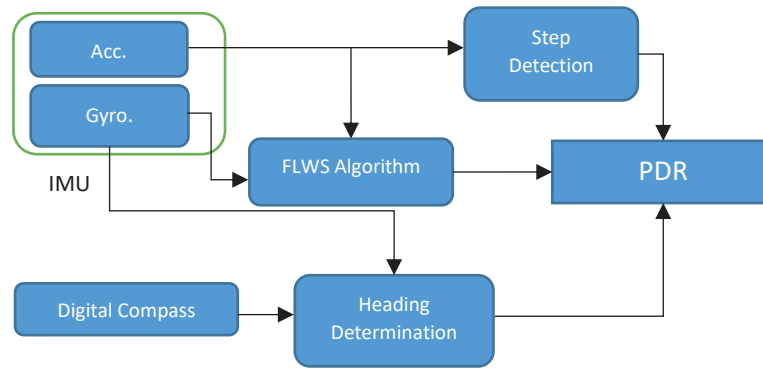 Acc.
Step
Detection
Gyro.
FLWS Algorithm
PDR
IMU
Digital Compass
Heading
Determination